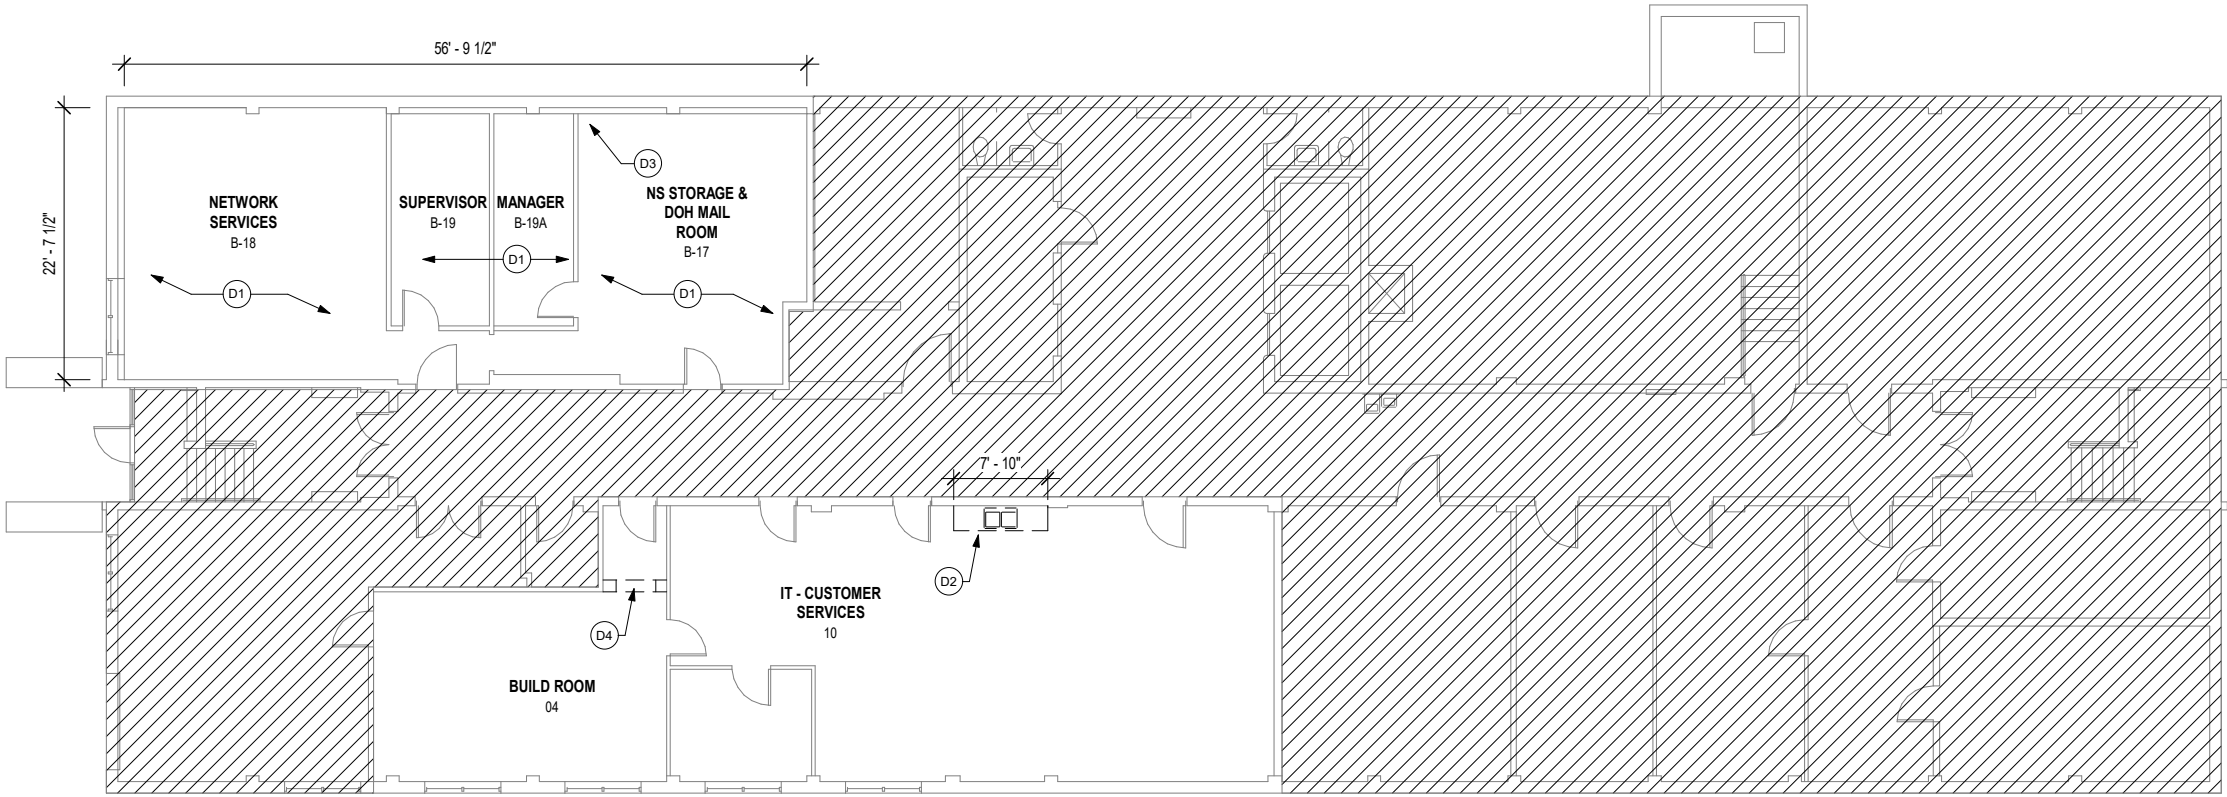 56' - 9 1/2"
22' - 7 1/2"
D3
NETWORK
SERVICES
B-18
SUPERVISOR
B-19
MANAGER
B-19A
NS STORAGE &
DOH MAIL
ROOM
B-17
D1
D1
D1
7' - 10"
D2
IT - CUSTOMER
SERVICES
10
D4
BUILD ROOM
04